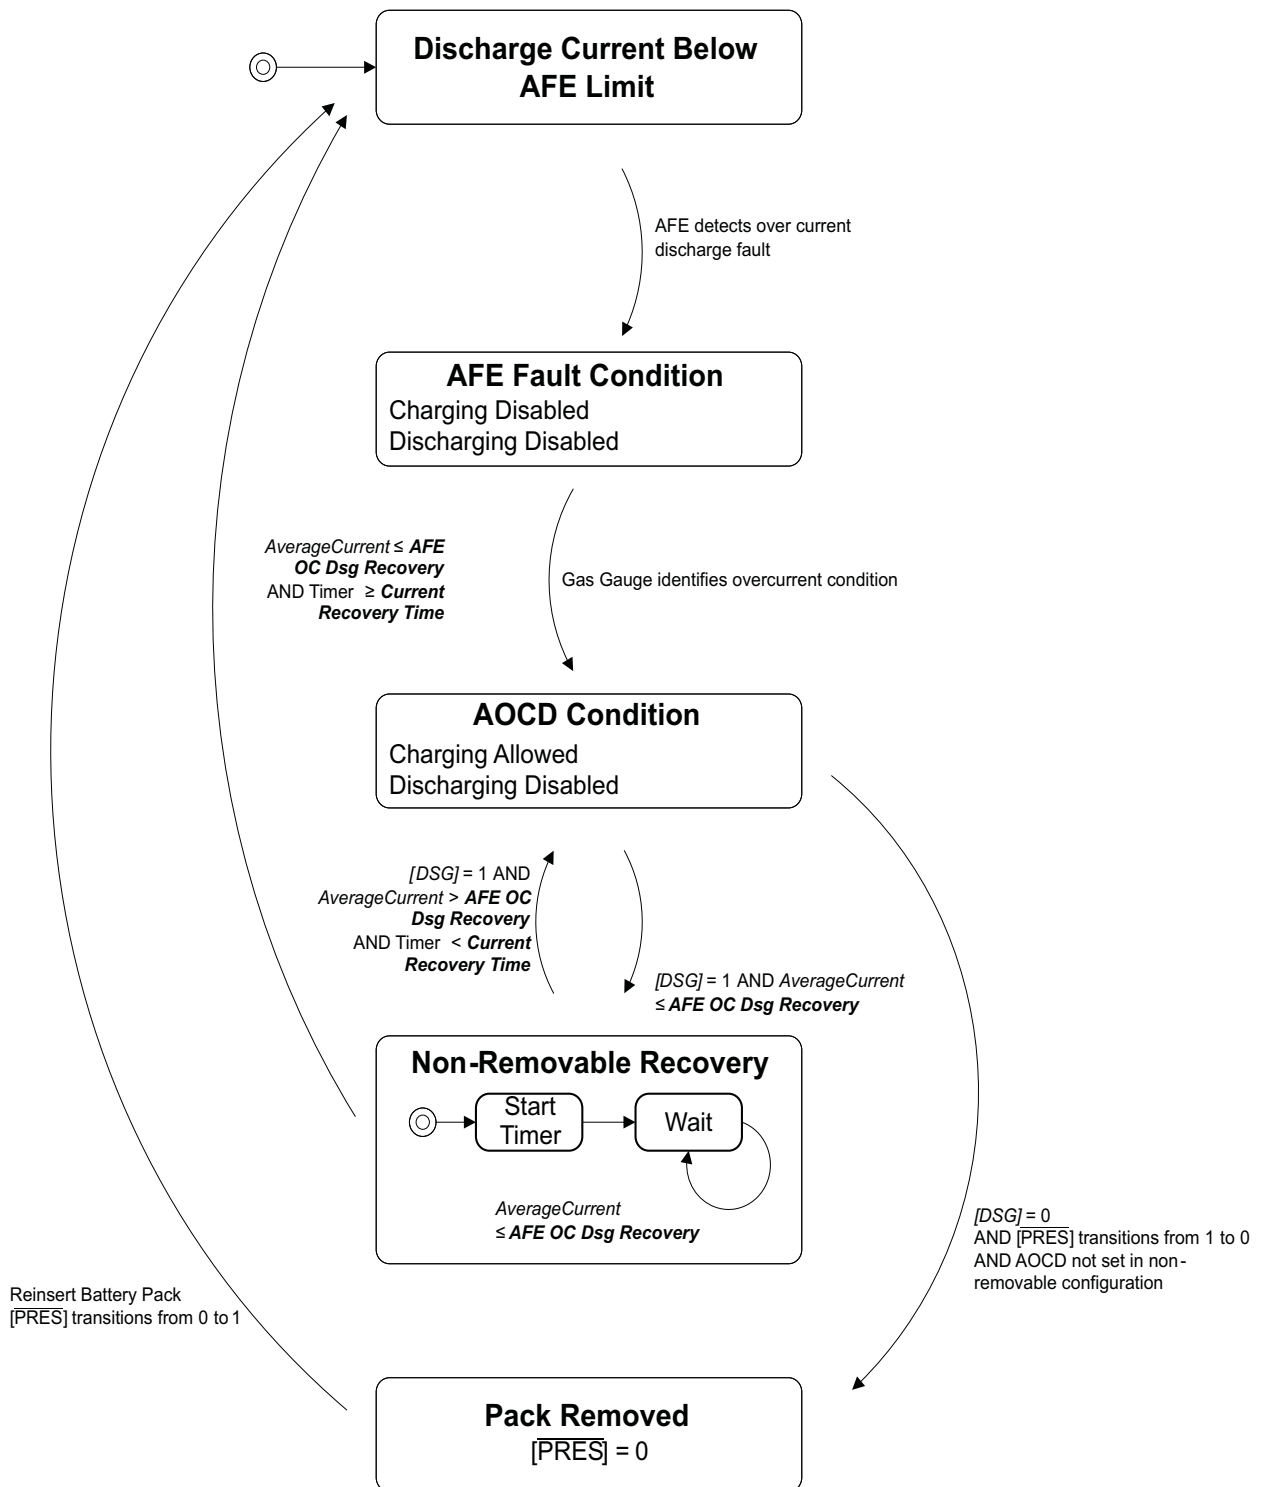 Discharge Current Below
AFE Limit
AFE detects over current
discharge fault
AFE Fault Condition
Charging Disabled
Discharging Disabled
AverageCurrent ≤ AFE
OC Dsg Recovery
AND Timer ≥ Current
Recovery Time
Gas Gauge identifies overcurrent condition
AOCD Condition
Charging Allowed
Discharging Disabled
[DSG] = 1 AND
AverageCurrent > AFE OC
Dsg Recovery
AND Timer < Current
Recovery Time
[DSG] = 1 AND AverageCurrent
≤ AFE OC Dsg Recovery
Non-Removable Recovery
Start
Timer
Wait
AverageCurrent
≤ AFE OC Dsg Recovery
[DSG] = 0
AND [P̅R̅E̅S̅] transitions from 1 to 0
AND AOCD not set in non-
removable configuration
Reinsert Battery Pack
[P̅R̅E̅S̅] transitions from 0 to 1
Pack Removed
[P̅R̅E̅S̅] = 0